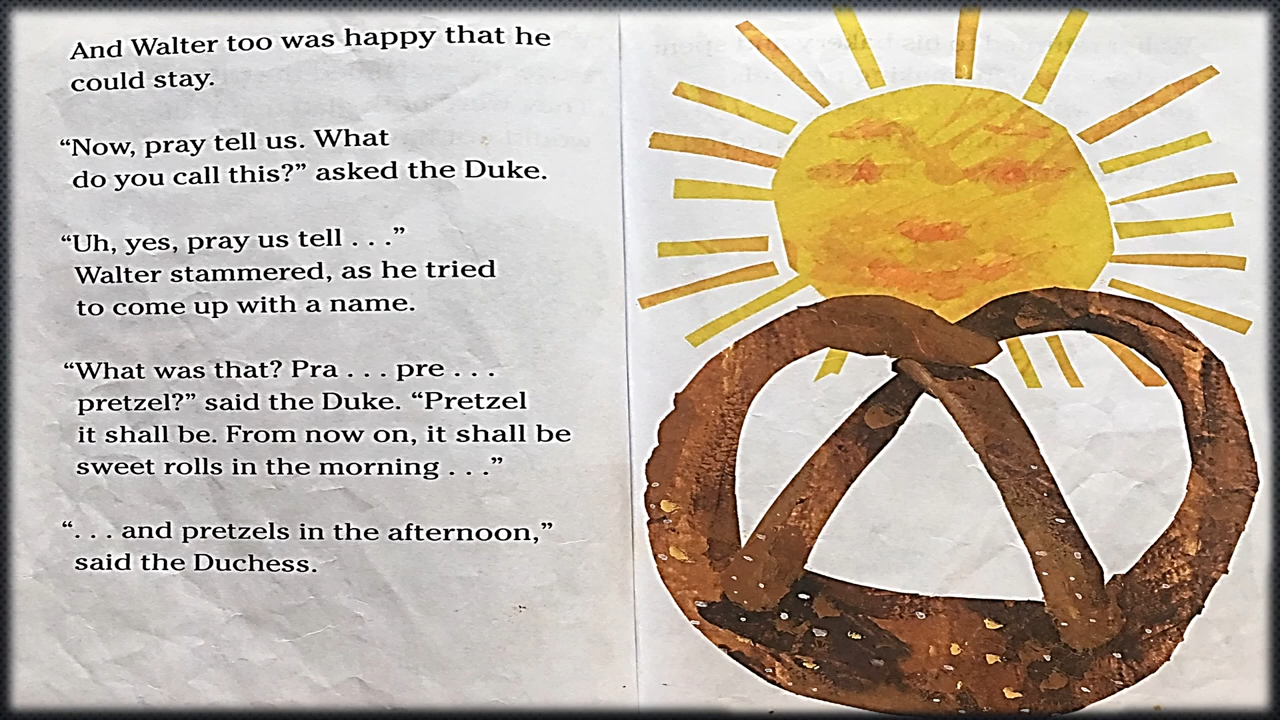 And Walter too was happy that he
could stay.
“Now, pray tell us. What
do you call this?” asked the Duke.
“Uh, yes, pray us tell . . .”
Walter stammered, as he tried
to come up with a name.
“What was that? Pra . . . pre . . .
pretzel?” said the Duke. “Pretzel
it shall be. From now on, it shall be
sweet rolls in the morning . . .”
“. . . and pretzels in the afternoon,”
said the Duchess.